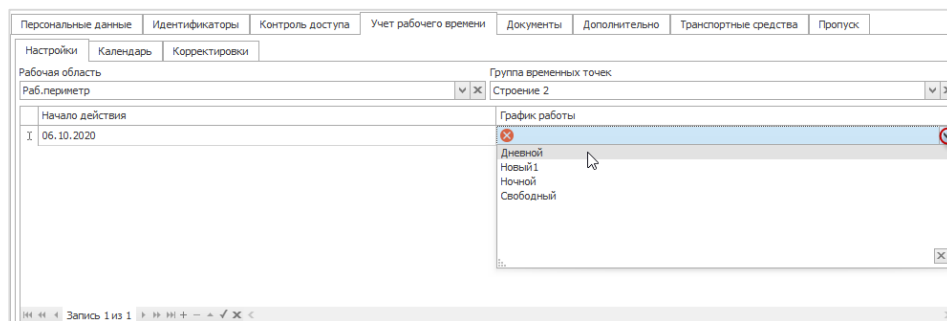 Персональные данные Идентификаторы Контроль доступа Учет рабочего времени Документы Дополнительно Транспортные средства Пропуск
Настройки Календарь Корректировки
Рабочая область Группа временных точек
Раб.периметр Строение 2
Начало действия График работы
06.10.2020
Дневной
Новый1
Ночной
Свободный
Запись 1 из 1